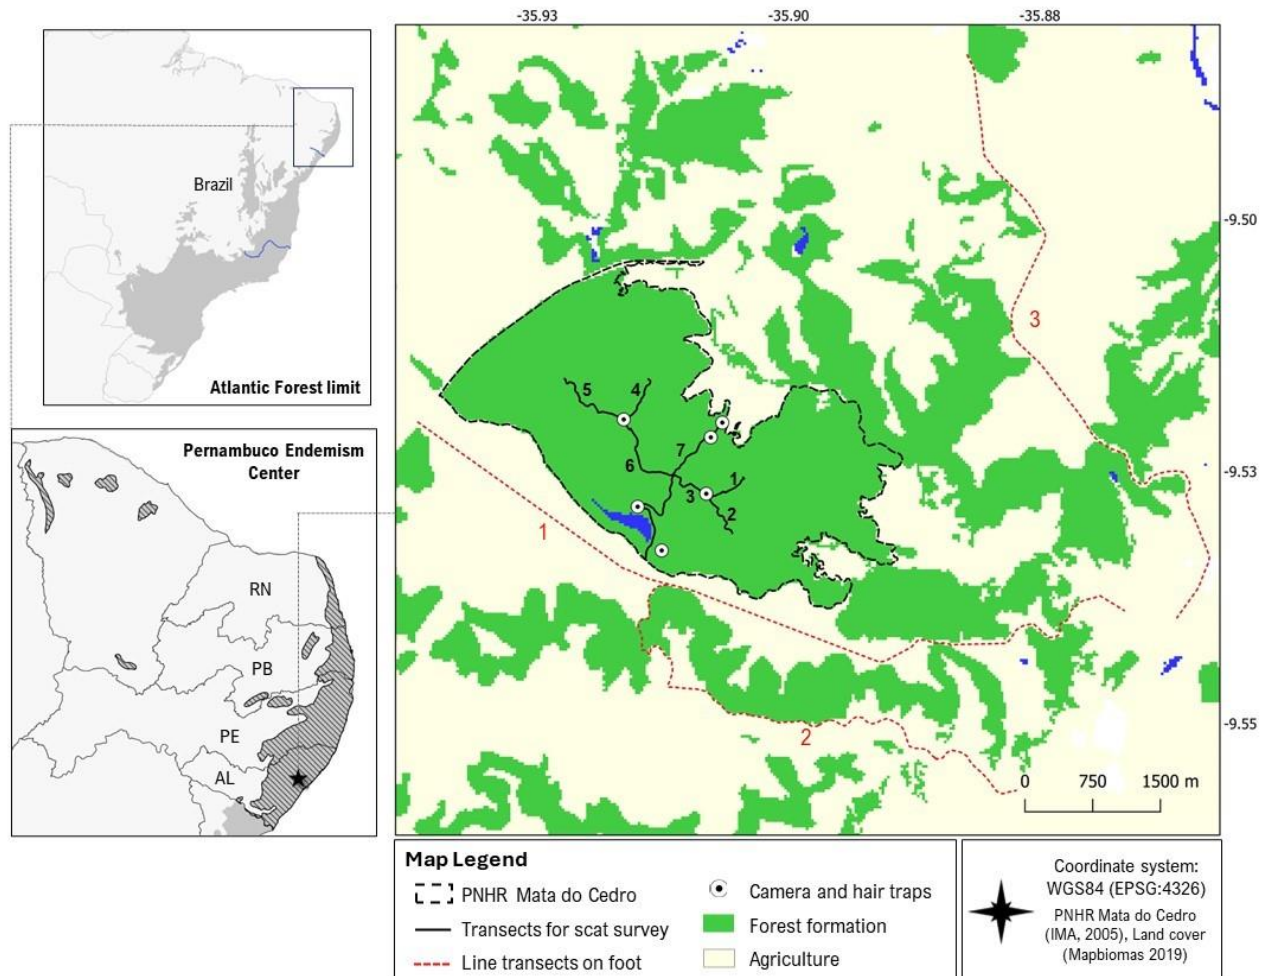 -35.93
-35.90
-35.88
Brazil
Atlantic Forest limit
Pernambuco Endemism
Center
RN
PB
PE
AL
-9.50
-9.53
-9.55
3
5
4
7
6
1
3
2
1
2
0
750
1500 m
Map Legend
PNHR Mata do Cedro
Transects for scat survey
Line transects on foot
Camera and hair traps
Forest formation
Agriculture
Coordinate system:
WGS84 (EPSG:4326)
PNHR Mata do Cedro
(IMA, 2005), Land cover
(Mapbiomas 2019)